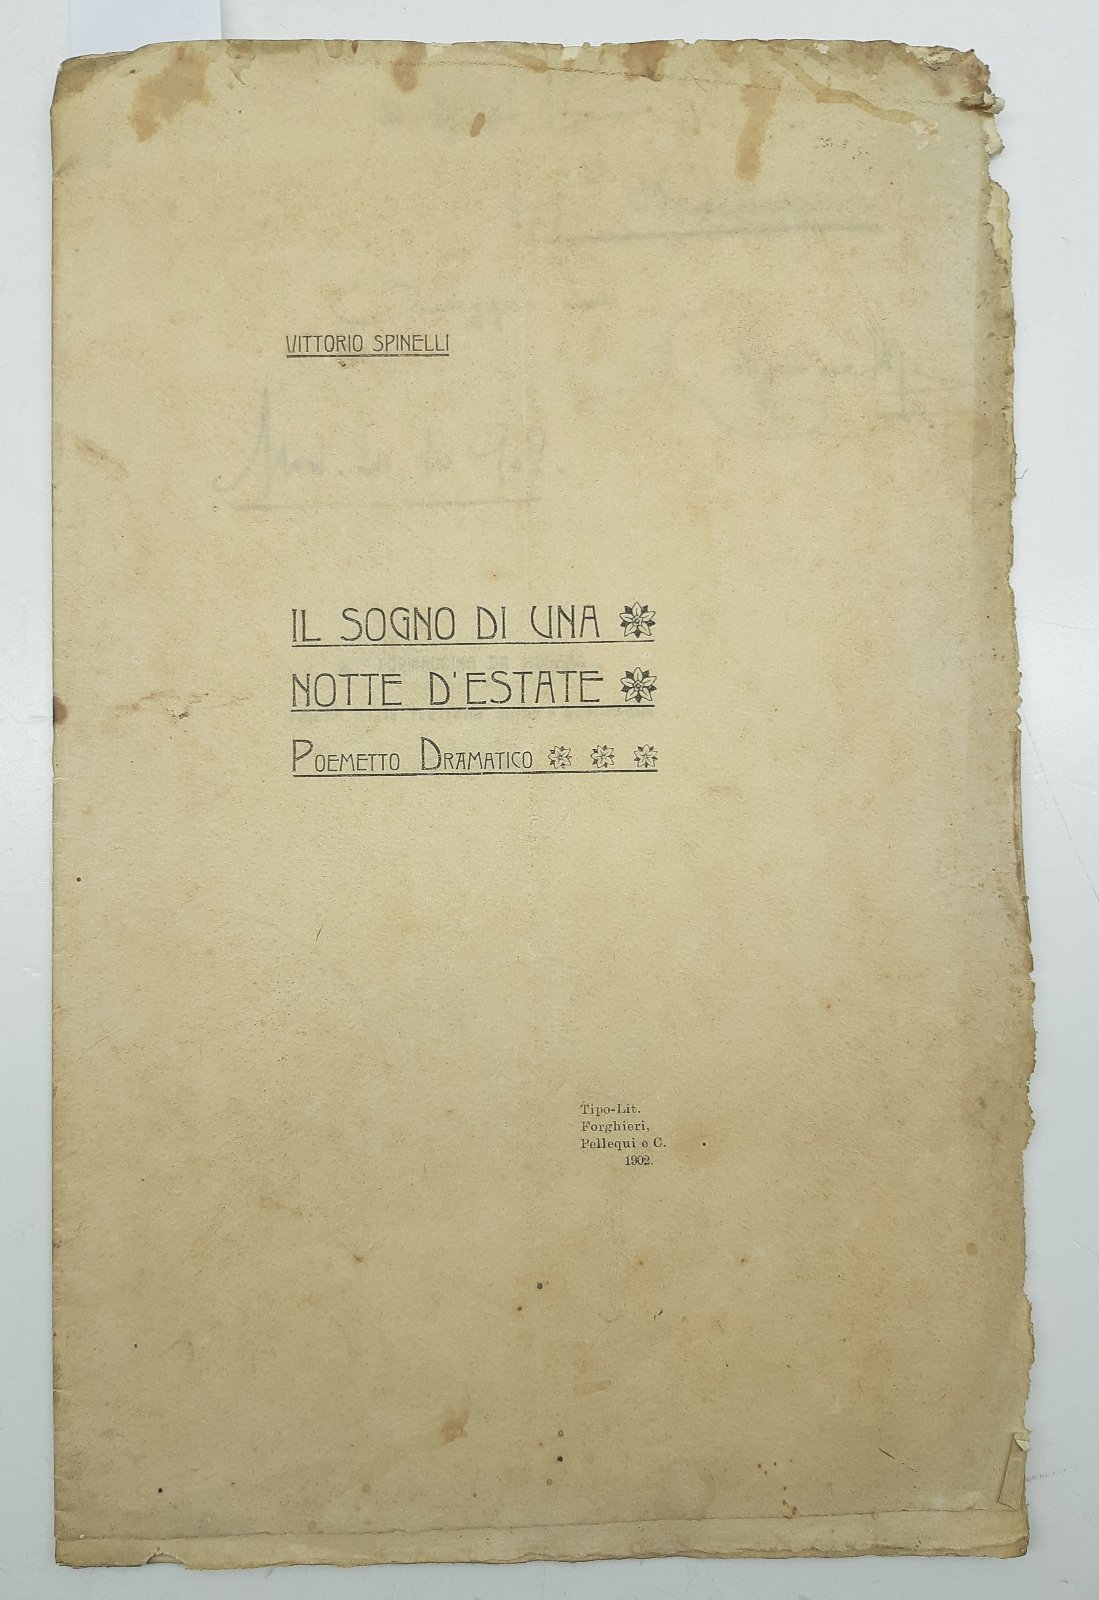 VITTORIO SPINELLI
IL SOGNO DI UNA
NOTTE D'ESTATE
POEMETTO DRAMATICO
Tipo-Lit.
Forghieri,
Pellequi e C.
1902.